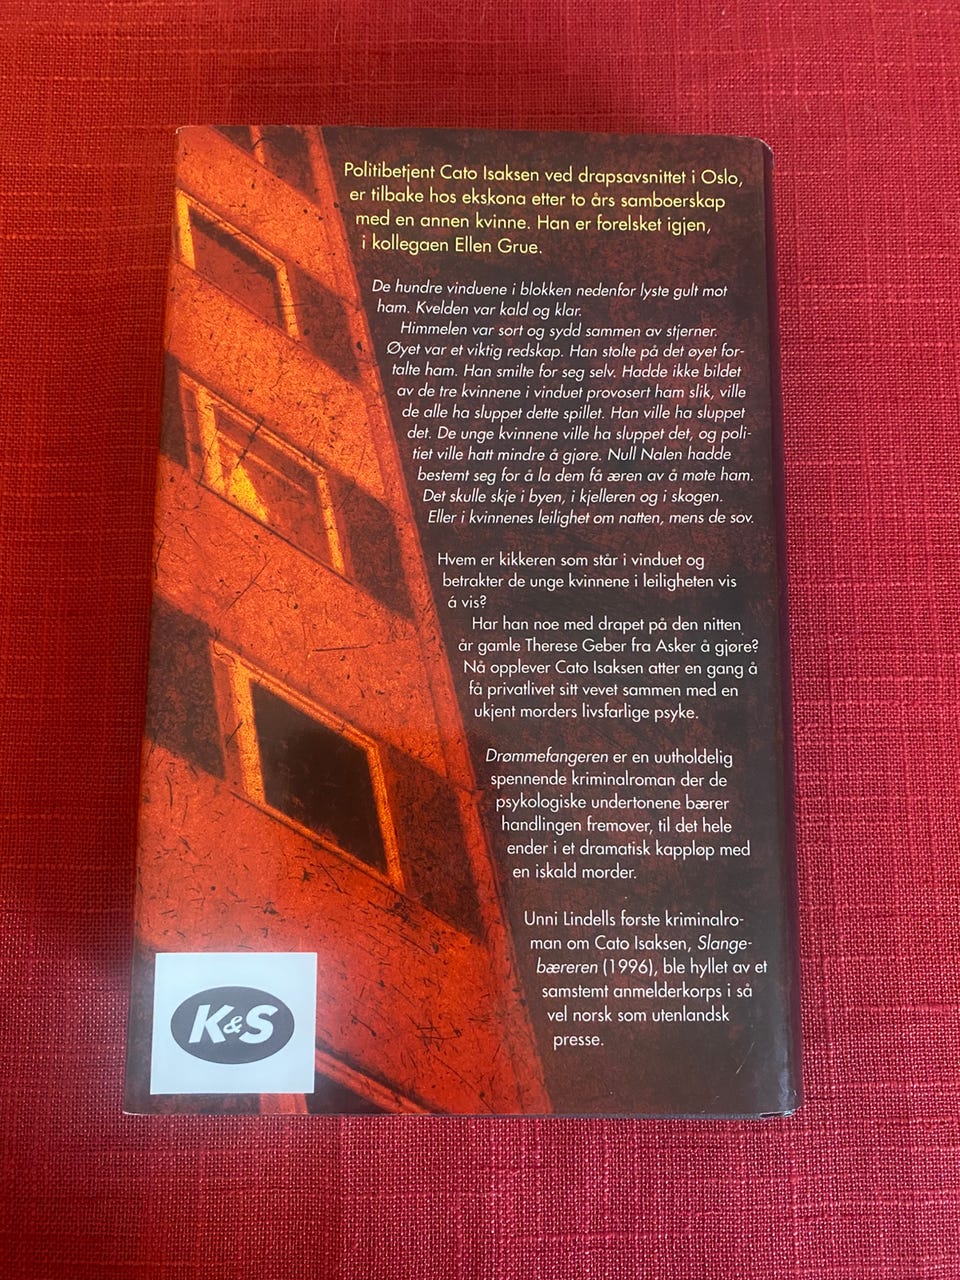 Politibetjent Cato Isaksen ved drapsavsnittet i Oslo,
er tilbake hos ekskona etter to års samboerskap
med en annen kvinne. Han er forelsket igjen,
i kollegaen Ellen Grue.
De hundre vinduene i blokken nedenfor lyste gult mot
ham. Kvelden var kald og klar.
Himmelen var sort og sydd sammen av stjerner.
Øyet var et viktig redskap. Han stolte på det øyet for-
talte ham. Han smilte for seg selv. Hadde ikke bildet
av de tre kvinnene i vinduet provosert ham slik, ville
de alle ha sluppet dette spillet. Han ville ha sluppet
det. De unge kvinnene ville ha sluppet det, og poli-
tiet ville hatt mindre å gjøre. Null Nalen hadde
bestemt seg for å la dem få æren av å møte ham.
Det skulle skje i byen, i kjelleren og i skogen.
Eller i kvinnenes leilighet om natten, mens de sov.
Hvem er kikkeren som står i vinduet og
betrakter de unge kvinnene i leiligheten vis
á vis?
Har han noe med drapet på den nitten
år gamle Therese Geber fra Asker å gjøre?
Nå opplever Cato Isaksen atter en gang å
få privatlivet sitt vevet sammen med en
ukjent morders livsfarlige psyke.
Drømmefangeren er en uutholdelig
spennende kriminalroman der de
psykologiske undertonene bærer
handlingen fremover, til det hele
ender i et dramatisk kappløp med
en iskald morder.
Unni Lindells første kriminalro-
man om Cato Isaksen, Slange-
bæreren (1996), ble hyllet av et
samstemt anmelderkorps i så
vel norsk som utenlandsk
presse.
K&S